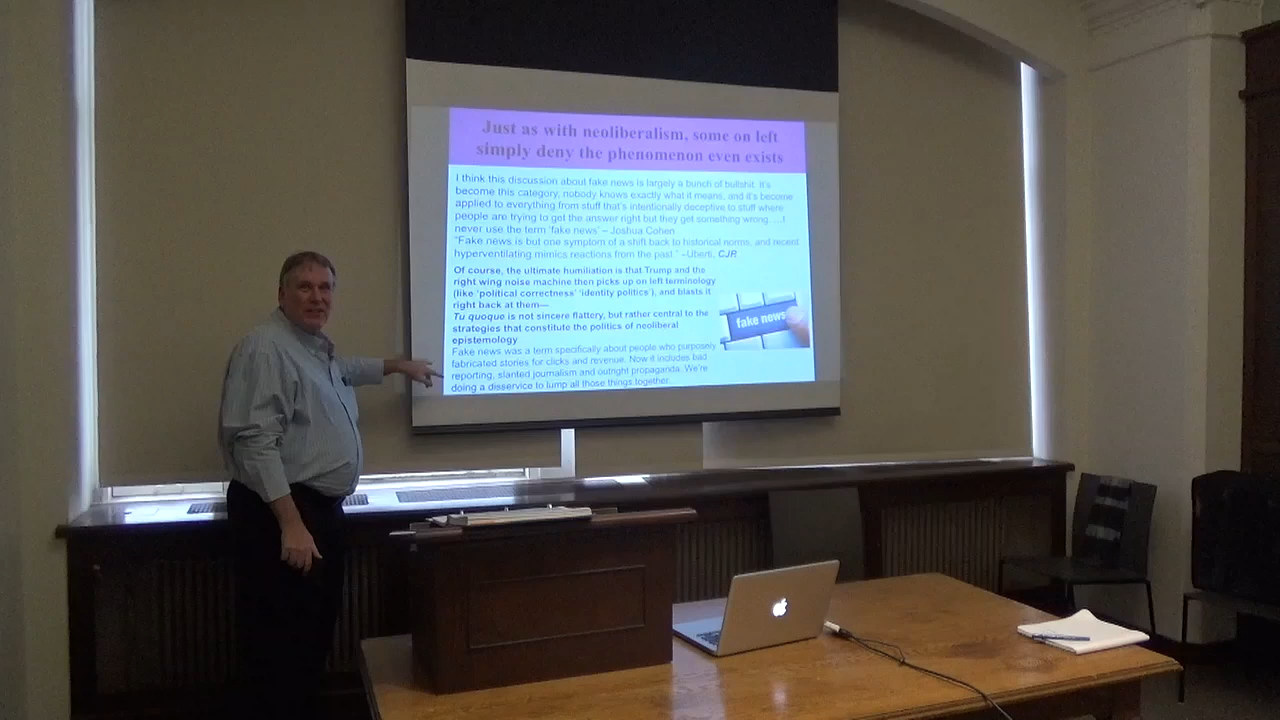 Just as with neoliberalism, some on left
simply deny the phenomenon even exists
I think this discussion about fake news is largely a bunch of bullshit. It's
become this category, nobody knows exactly what it means, and it's become
applied to everything from stuff that's intentionally deceptive to stuff where
people are trying to get the answer right but they get something wrong. …I
never use the term 'fake news' – Joshua Cohen
"Fake news is but one symptom of a shift back to historical norms, and recent
hyperventilating mimics reactions from the past." –Uberti, CJR
Of course, the ultimate humiliation is that Trump and the
right wing noise machine then picks up on left terminology
(like 'political correctness' 'identity politics'), and blasts it
right back at them—
Tu quoque is not sincere flattery, but rather central to the
strategies that constitute the politics of neoliberal
epistemology
Fake news was a term specifically about people who purposely
fabricated stories for clicks and revenue. Now it includes bad
reporting, slanted journalism and outright propaganda. We're
doing a disservice to lump all those things together...
fake news